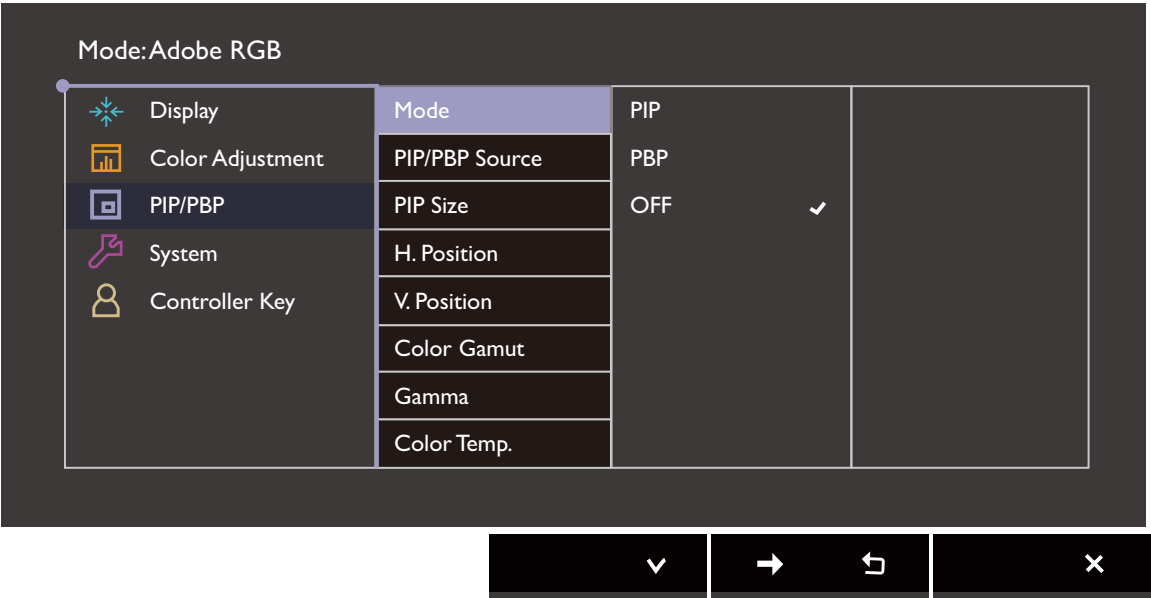 Mode: Adobe RGB
Display
Color Adjustment
PIP/PBP
System
Controller Key
Mode
PIP/PBP Source
PIP Size
H. Position
V. Position
Color Gamut
Gamma
Color Temp.
PIP
PBP
OFF